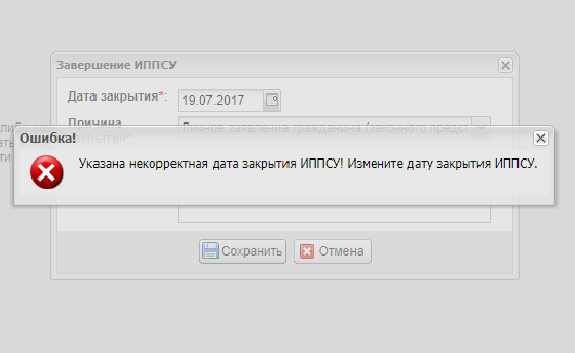 Завершение ИППСУ
Дата закрытия*: 19.07.2017
Причина
закрытия*: Личное заявление гражданина (законного предст
Ошибка!
Указана некорректная дата закрытия ИППСУ! Измените дату закрытия ИППСУ.
Сохранить Отмена